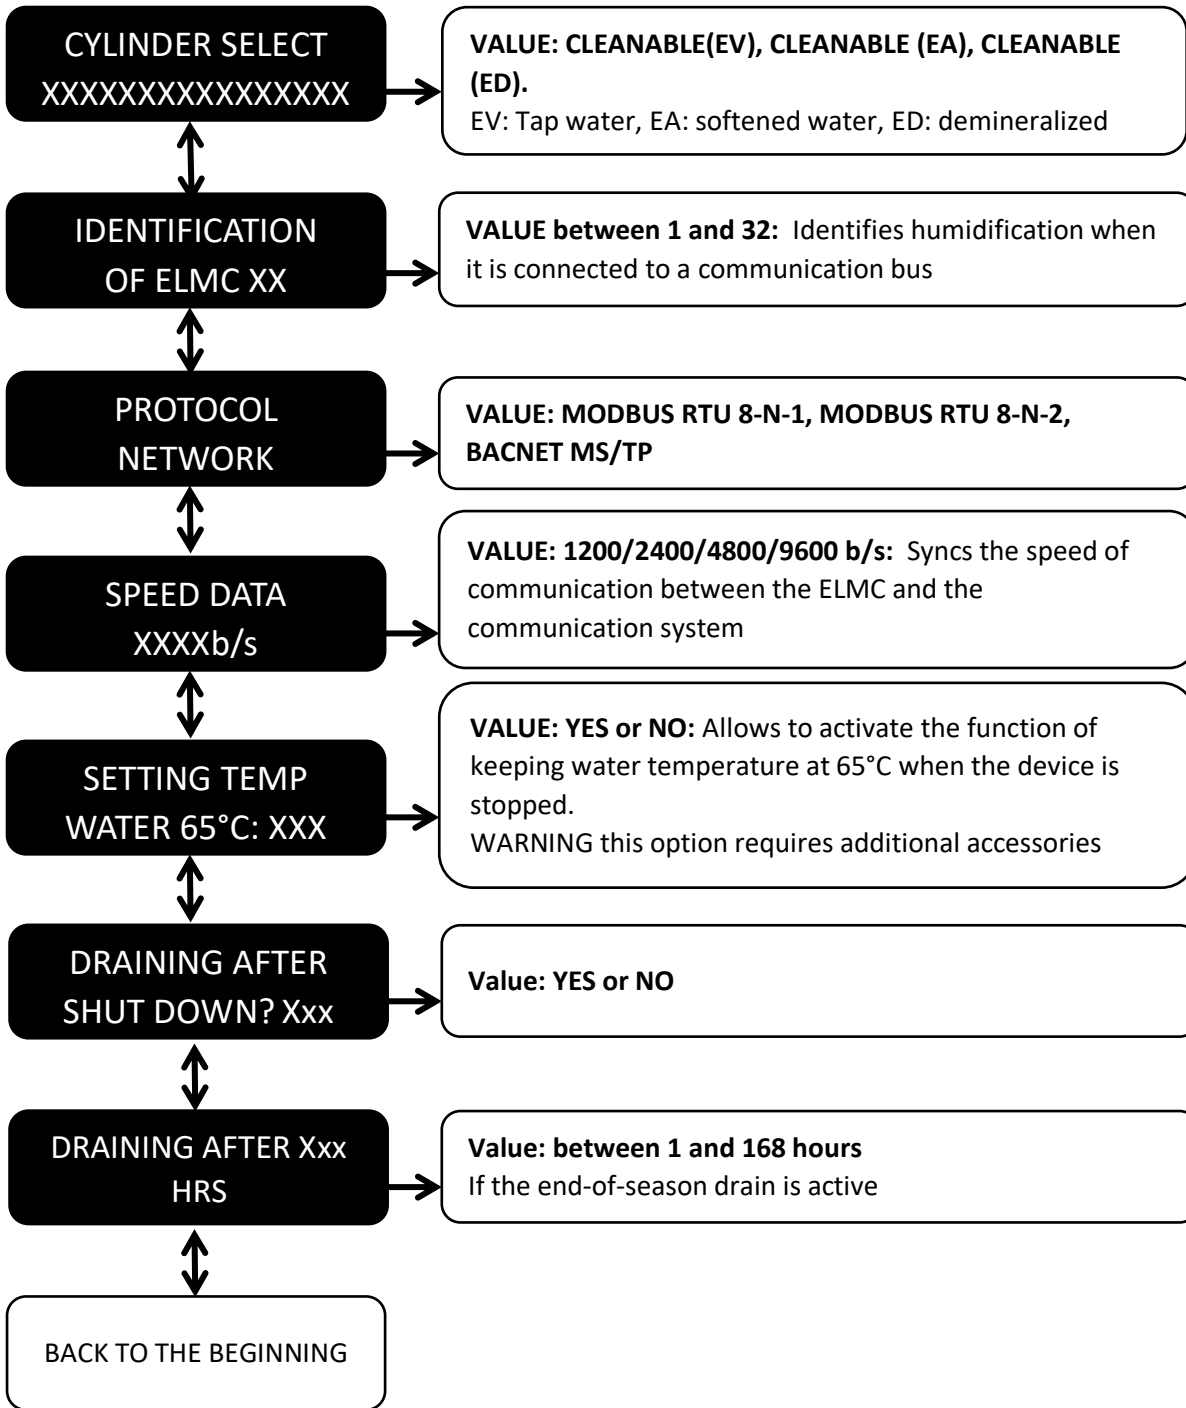 CYLINDER SELECT
XXXXXXXXXXXXXXXX
VALUE: CLEANABLE(EV), CLEANABLE (EA), CLEANABLE
(ED).
EV: Tap water, EA: softened water, ED: demineralized
IDENTIFICATION
OF ELMC XX
VALUE between 1 and 32: Identifies humidification when
it is connected to a communication bus
PROTOCOL
NETWORK
VALUE: MODBUS RTU 8-N-1, MODBUS RTU 8-N-2,
BACNET MS/TP
SPEED DATA
XXXXb/s
VALUE: 1200/2400/4800/9600 b/s: Syncs the speed of
communication between the ELMC and the
communication system
SETTING TEMP
WATER 65°C: XXX
VALUE: YES or NO: Allows to activate the function of
keeping water temperature at 65°C when the device is
stopped.
WARNING this option requires additional accessories
DRAINING AFTER
SHUT DOWN? Xxx
Value: YES or NO
DRAINING AFTER Xxx
HRS
Value: between 1 and 168 hours
If the end-of-season drain is active
BACK TO THE BEGINNING